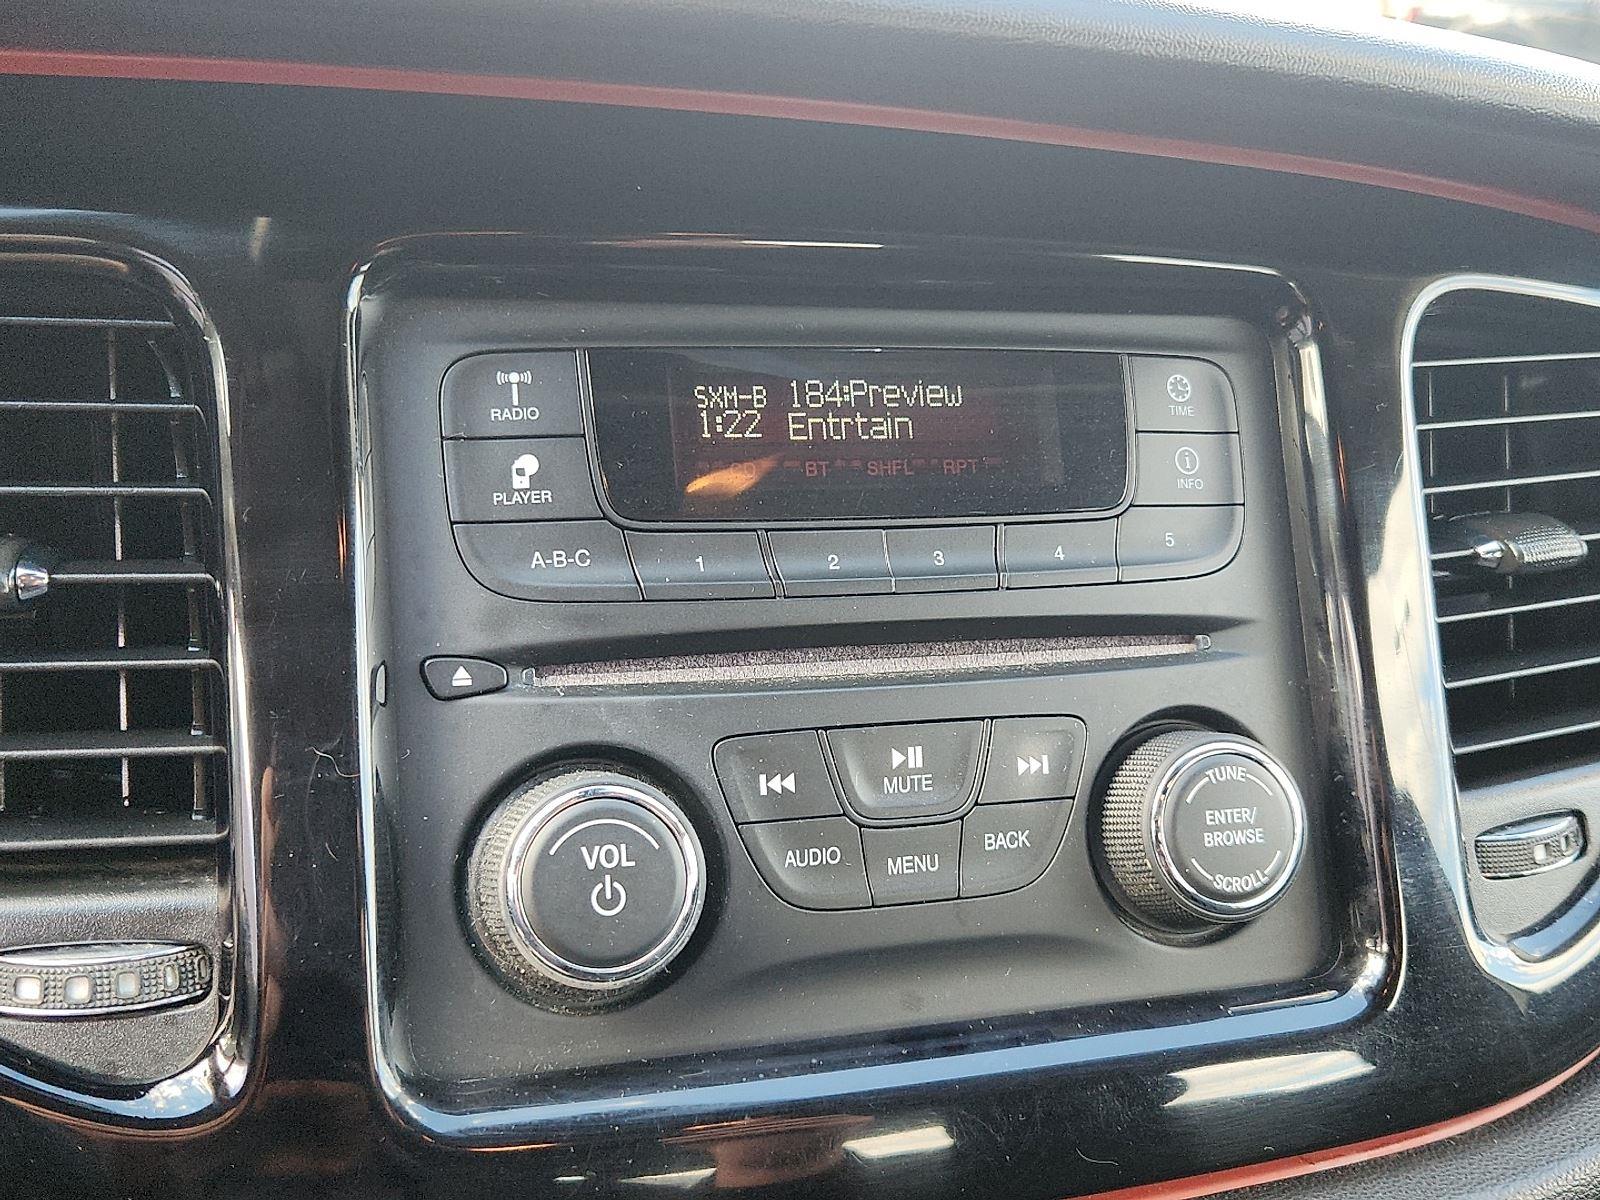 RADIO
SXM-B 184:Preview
1:22 Entrtain
CD BT SHFL RPT
TIME
PLAYER
INFO
A-B-C 1 2 3 4 5
MUTE
AUDIO MENU BACK
VOL
TUNE
ENTER/
BROWSE
SCROLL